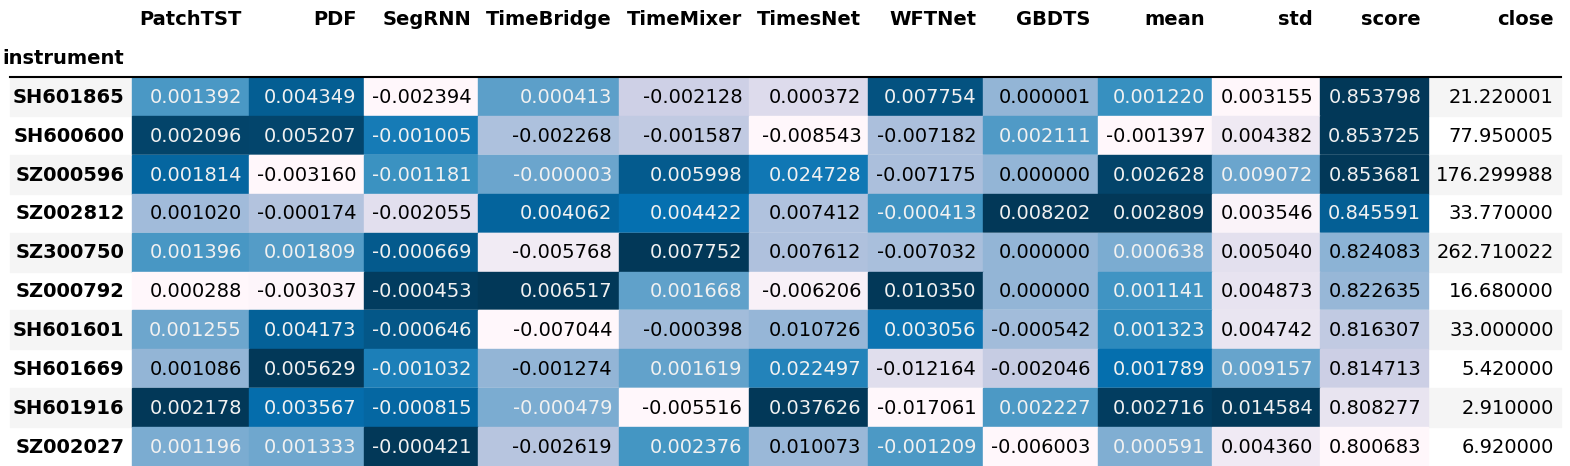 PatchTST PDF SegRNN TimeBridge TimeMixer TimesNet WFTNet GBDTS mean std score close
instrument
SH601865 0.001392 0.004349 -0.002394 0.000413 -0.002128 0.000372 0.007754 0.000001 0.001220 0.003155 0.853798 21.220001
SH600600 0.002096 0.005207 -0.001005 -0.002268 -0.001587 -0.008543 -0.007182 0.002111 -0.001397 0.004382 0.853725 77.950005
SZ000596 0.001814 -0.003160 -0.001181 -0.000003 0.005998 0.024728 -0.007175 0.000000 0.002628 0.009072 0.853681 176.299988
SZ002812 0.001020 -0.000174 -0.002055 0.004062 0.004422 0.007412 -0.000413 0.008202 0.002809 0.003546 0.845591 33.770000
SZ300750 0.001396 0.001809 -0.000669 -0.005768 0.007752 0.007612 -0.007032 0.000000 0.000638 0.005040 0.824083 262.710022
SZ000792 0.000288 -0.003037 -0.000453 0.006517 0.001668 -0.006206 0.010350 0.000000 0.001141 0.004873 0.822635 16.680000
SH601601 0.001255 0.004173 -0.000646 -0.007044 -0.000398 0.010726 0.003056 -0.000542 0.001323 0.004742 0.816307 33.000000
SH601669 0.001086 0.005629 -0.001032 -0.001274 0.001619 0.022497 -0.012164 -0.002046 0.001789 0.009157 0.814713 5.420000
SH601916 0.002178 0.003567 -0.000815 -0.000479 -0.005516 0.037626 -0.017061 0.002227 0.002716 0.014584 0.808277 2.910000
SZ002027 0.001196 0.001333 -0.000421 -0.002619 0.002376 0.010073 -0.001209 -0.006003 0.000591 0.004360 0.800683 6.920000